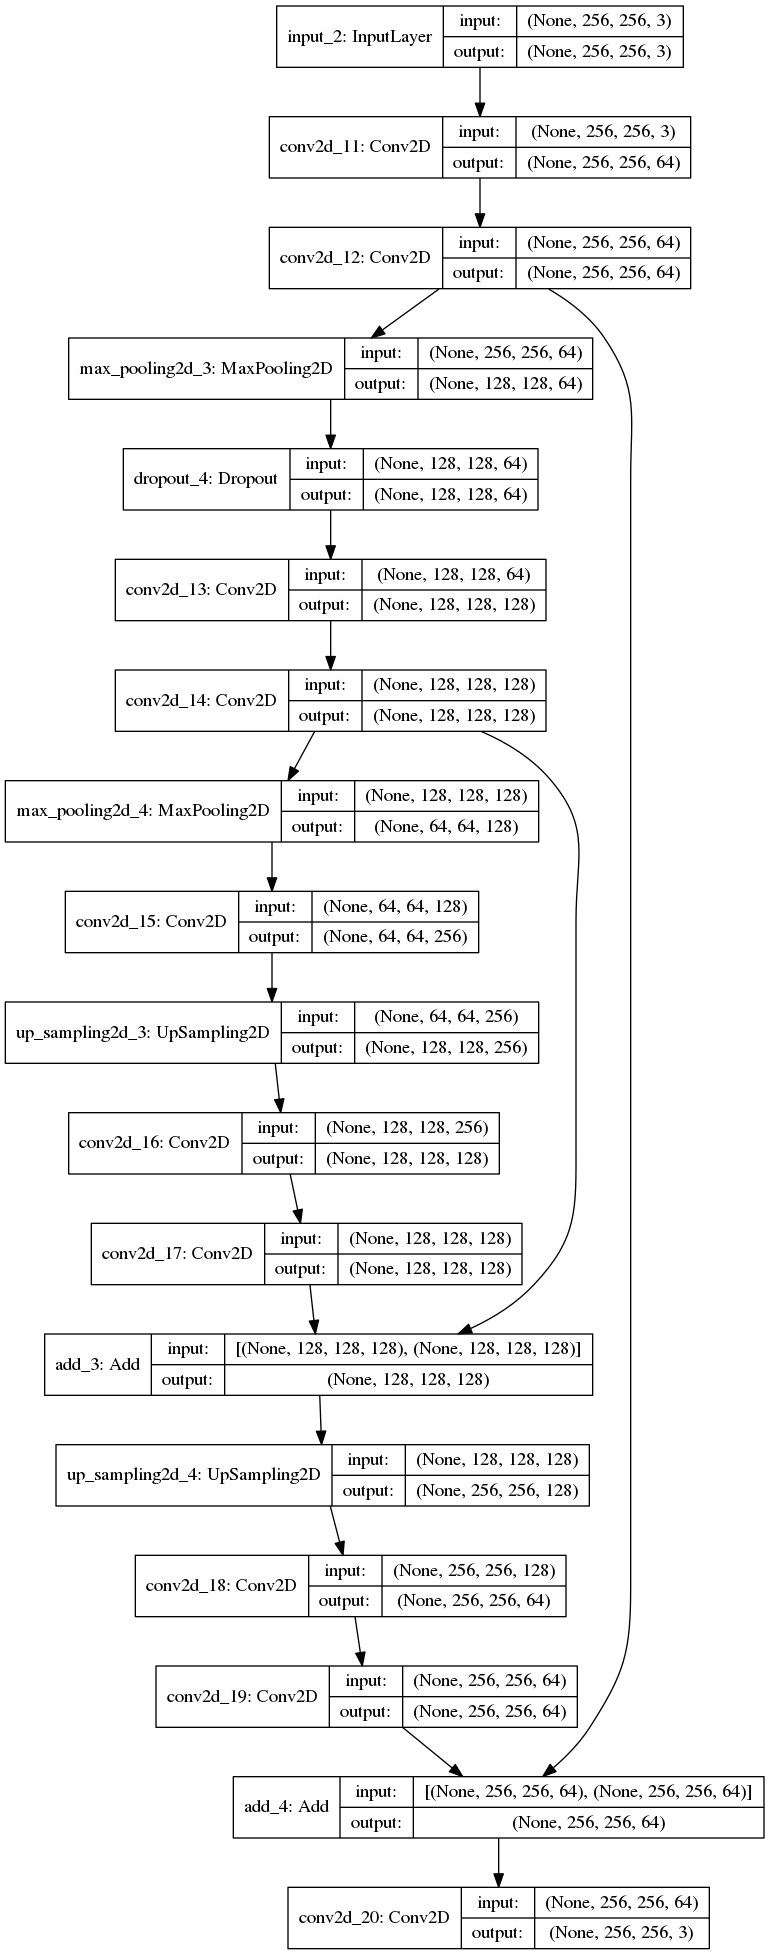 input_2: InputLayer
input: (None, 256, 256, 3)
output: (None, 256, 256, 3)
conv2d_11: Conv2D
input: (None, 256, 256, 3)
output: (None, 256, 256, 64)
conv2d_12: Conv2D
input: (None, 256, 256, 64)
output: (None, 256, 256, 64)
max_pooling2d_3: MaxPooling2D
input: (None, 256, 256, 64)
output: (None, 128, 128, 64)
dropout_4: Dropout
input: (None, 128, 128, 64)
output: (None, 128, 128, 64)
conv2d_13: Conv2D
input: (None, 128, 128, 64)
output: (None, 128, 128, 128)
conv2d_14: Conv2D
input: (None, 128, 128, 128)
output: (None, 128, 128, 128)
max_pooling2d_4: MaxPooling2D
input: (None, 128, 128, 128)
output: (None, 64, 64, 128)
conv2d_15: Conv2D
input: (None, 64, 64, 128)
output: (None, 64, 64, 256)
up_sampling2d_3: UpSampling2D
input: (None, 64, 64, 256)
output: (None, 128, 128, 256)
conv2d_16: Conv2D
input: (None, 128, 128, 256)
output: (None, 128, 128, 128)
conv2d_17: Conv2D
input: (None, 128, 128, 128)
output: (None, 128, 128, 128)
add_3: Add
input: [(None, 128, 128, 128), (None, 128, 128, 128)]
output: (None, 128, 128, 128)
up_sampling2d_4: UpSampling2D
input: (None, 128, 128, 128)
output: (None, 256, 256, 128)
conv2d_18: Conv2D
input: (None, 256, 256, 128)
output: (None, 256, 256, 64)
conv2d_19: Conv2D
input: (None, 256, 256, 64)
output: (None, 256, 256, 64)
add_4: Add
input: [(None, 256, 256, 64), (None, 256, 256, 64)]
output: (None, 256, 256, 64)
conv2d_20: Conv2D
input: (None, 256, 256, 64)
output: (None, 256, 256, 3)